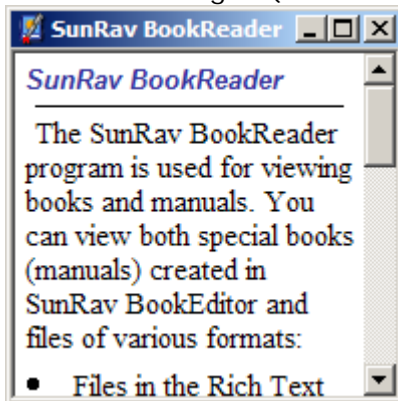 SunRav BookReader
SunRav BookReader
The SunRav BookReader
program is used for viewing
books and manuals. You
can view both special books
(manuals) created in
SunRav BookEditor and
files of various formats:
• Files in the Rich Text